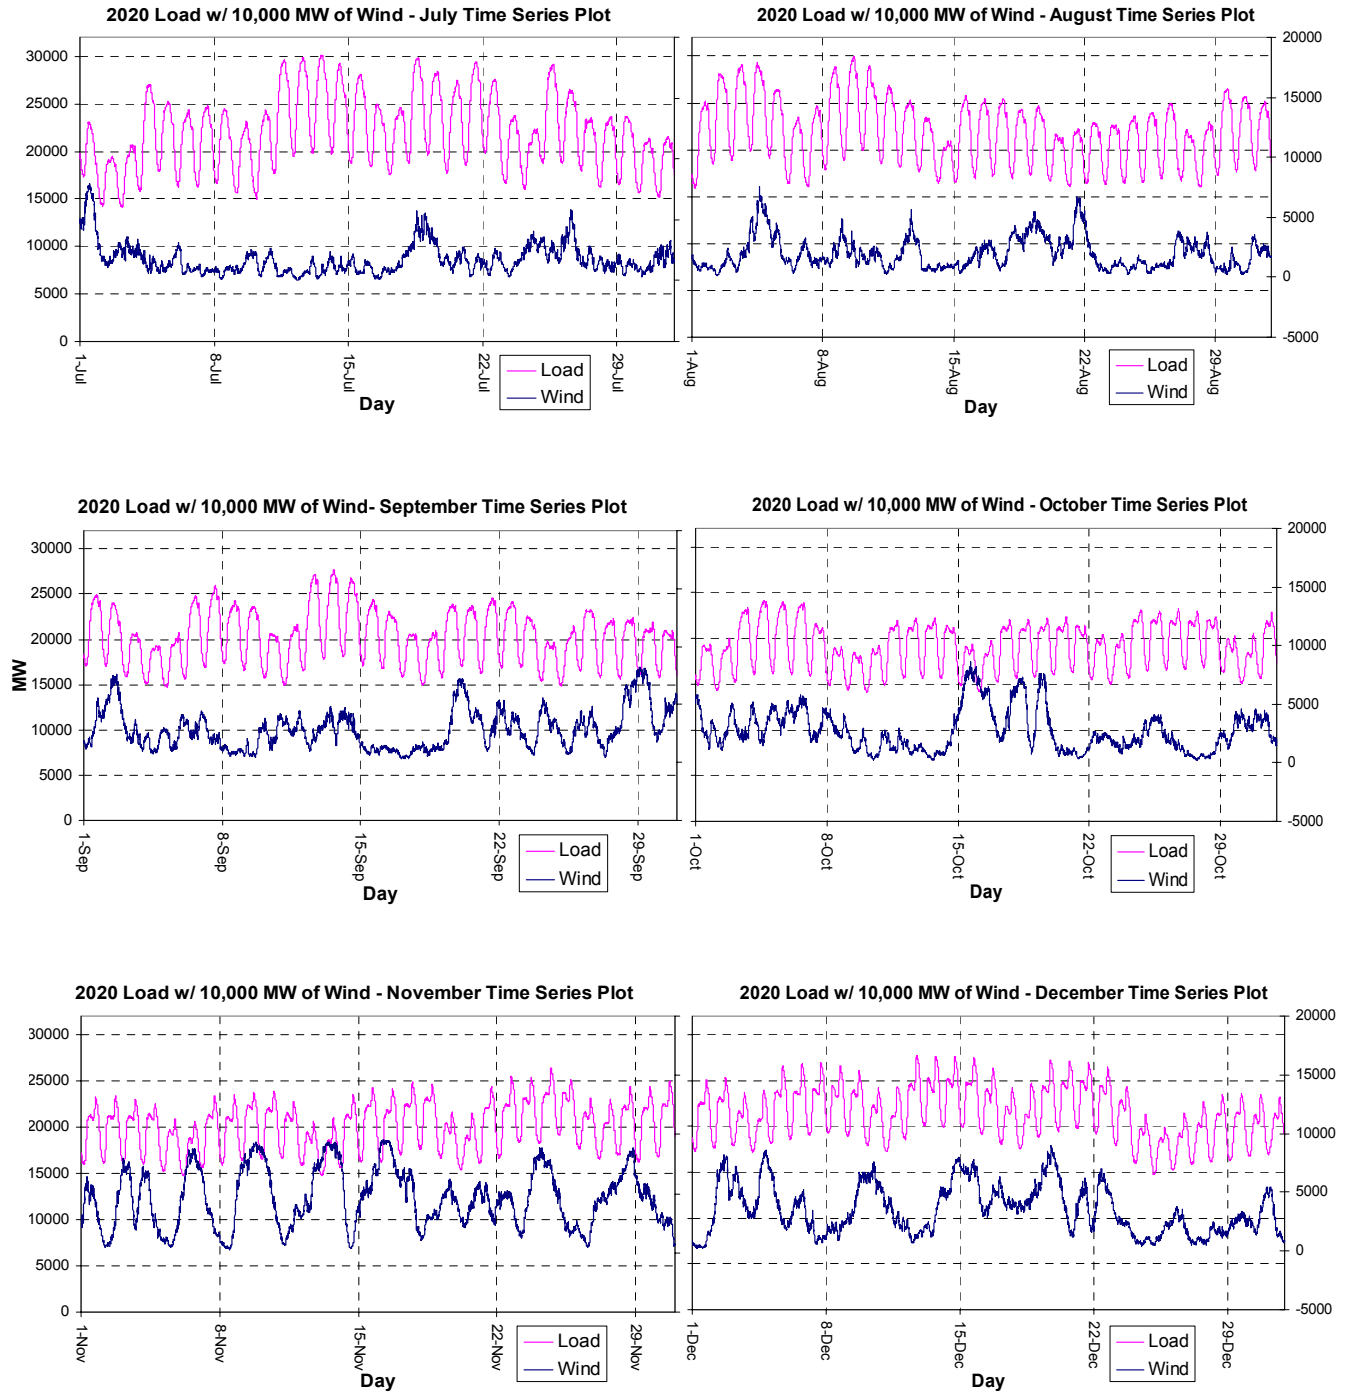 2020 Load w/ 10,000 MW of Wind - July Time Series Plot
30000
25000
20000
15000
10000
5000
0
1-Jul
8-Jul
15-Jul
22-Jul
29-Jul
Day
Load
Wind
2020 Load w/ 10,000 MW of Wind - August Time Series Plot
20000
15000
10000
5000
0
-5000
1-Aug
8-Aug
15-Aug
22-Aug
29-Aug
Day
Load
Wind
2020 Load w/ 10,000 MW of Wind- September Time Series Plot
MW
30000
25000
20000
15000
10000
5000
0
1-Sep
8-Sep
15-Sep
22-Sep
29-Sep
Day
Load
Wind
2020 Load w/ 10,000 MW of Wind - October Time Series Plot
20000
15000
10000
5000
0
-5000
1-Oct
8-Oct
15-Oct
22-Oct
29-Oct
Day
Load
Wind
2020 Load w/ 10,000 MW of Wind - November Time Series Plot
30000
25000
20000
15000
10000
5000
0
1-Nov
8-Nov
15-Nov
22-Nov
29-Nov
Day
Load
Wind
2020 Load w/ 10,000 MW of Wind - December Time Series Plot
20000
15000
10000
5000
0
-5000
1-Dec
8-Dec
15-Dec
22-Dec
29-Dec
Day
Load
Wind